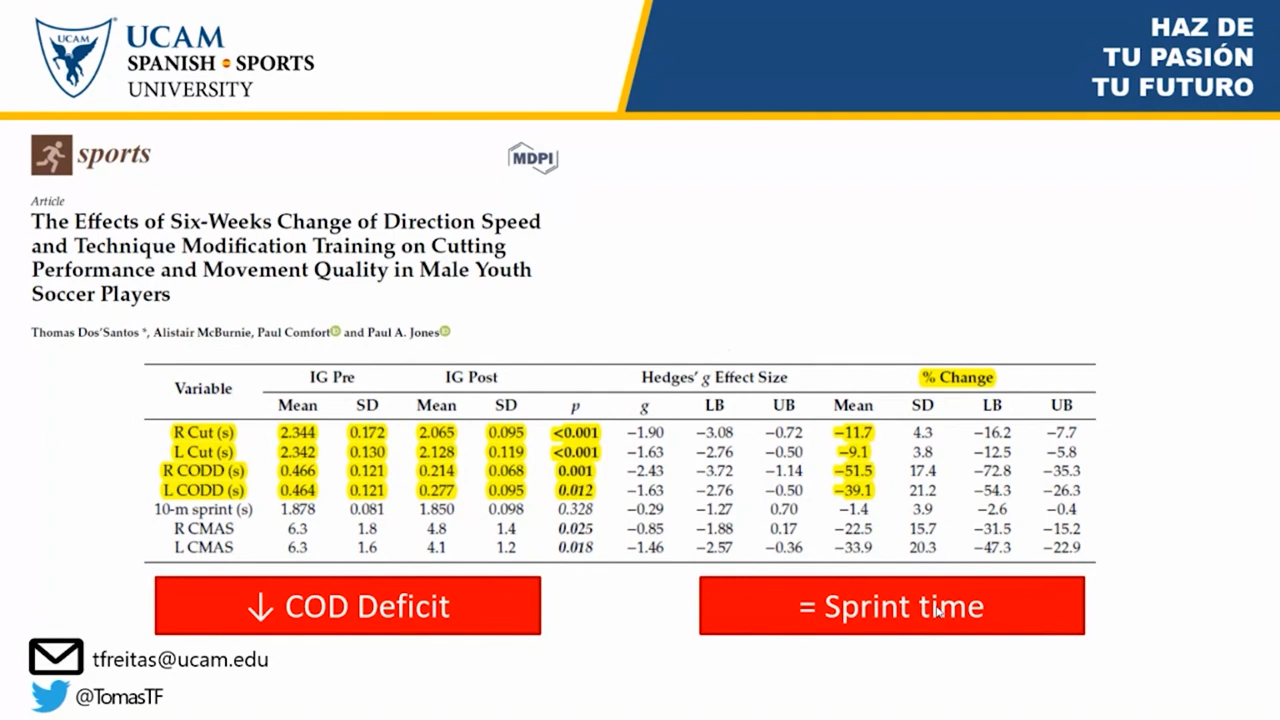 UCAM
UCAM
SPANISH SPORTS
UNIVERSITY
HAZ DE
TU PASIÓN
TU FUTURO
sports
MDPI
Article
The Effects of Six-Weeks Change of Direction Speed
and Technique Modification Training on Cutting
Performance and Movement Quality in Male Youth
Soccer Players
Thomas Dos'Santos *, Alistair McBurnie, Paul Comfort and Paul A. Jones
Variable IG Pre IG Post Hedges' g Effect Size % Change
Mean SD Mean SD p g LB UB Mean SD LB UB
R Cut (s) 2.344 0.172 2.065 0.095 <0.001 −1.90 −3.08 −0.72 −11.7 4.3 −16.2 −7.7
L Cut (s) 2.342 0.130 2.128 0.119 <0.001 −1.63 −2.76 −0.50 −9.1 3.8 −12.5 −5.8
R CODD (s) 0.466 0.121 0.214 0.068 0.001 −2.43 −3.72 −1.14 −51.5 17.4 −72.8 −35.3
L CODD (s) 0.464 0.121 0.277 0.095 0.012 −1.63 −2.76 −0.50 −39.1 21.2 −54.3 −26.3
10-m sprint (s) 1.878 0.081 1.850 0.098 0.328 −0.29 −1.27 0.70 −1.4 3.9 −2.6 −0.4
R CMAS 6.3 1.8 4.8 1.4 0.025 −0.85 −1.88 0.17 −22.5 15.7 −31.5 −15.2
L CMAS 6.3 1.6 4.1 1.2 0.018 −1.46 −2.57 −0.36 −33.9 20.3 −47.3 −22.9
↓ COD Deficit
= Sprint time
tfreitas@ucam.edu
@TomasTF